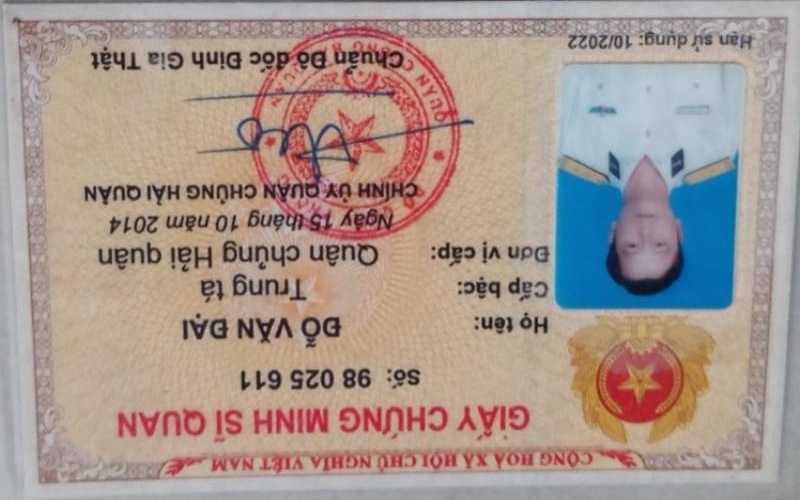 CỘNG HOÀ XÃ HỘI CHỦ NGHĨA VIỆT NAM
GIẤY CHỨNG MINH SĨ QUAN
Số: 98 025 611
Họ tên: ĐỖ VĂN ĐẠI
Cấp bậc: Trung tá
Đơn vị cấp: Quân chủng Hải quân
Ngày 15 tháng 10 năm 2014
CHÍNH ỦY QUÂN CHỦNG HẢI QUÂN
Chuẩn Đô đốc Đinh Gia Thật
Hạn sử dụng: 10/2022